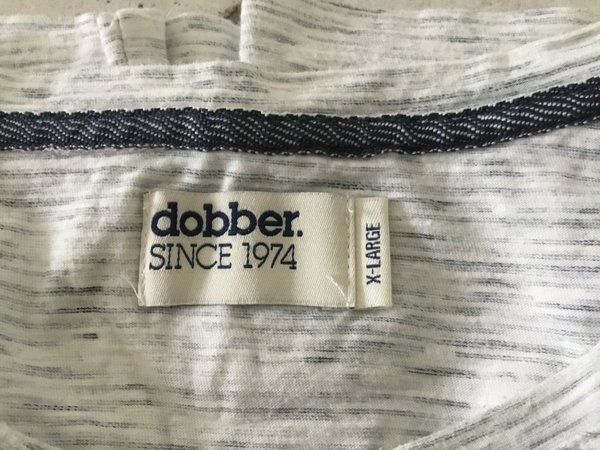 dobber.
SINCE 1974
X-LARGE